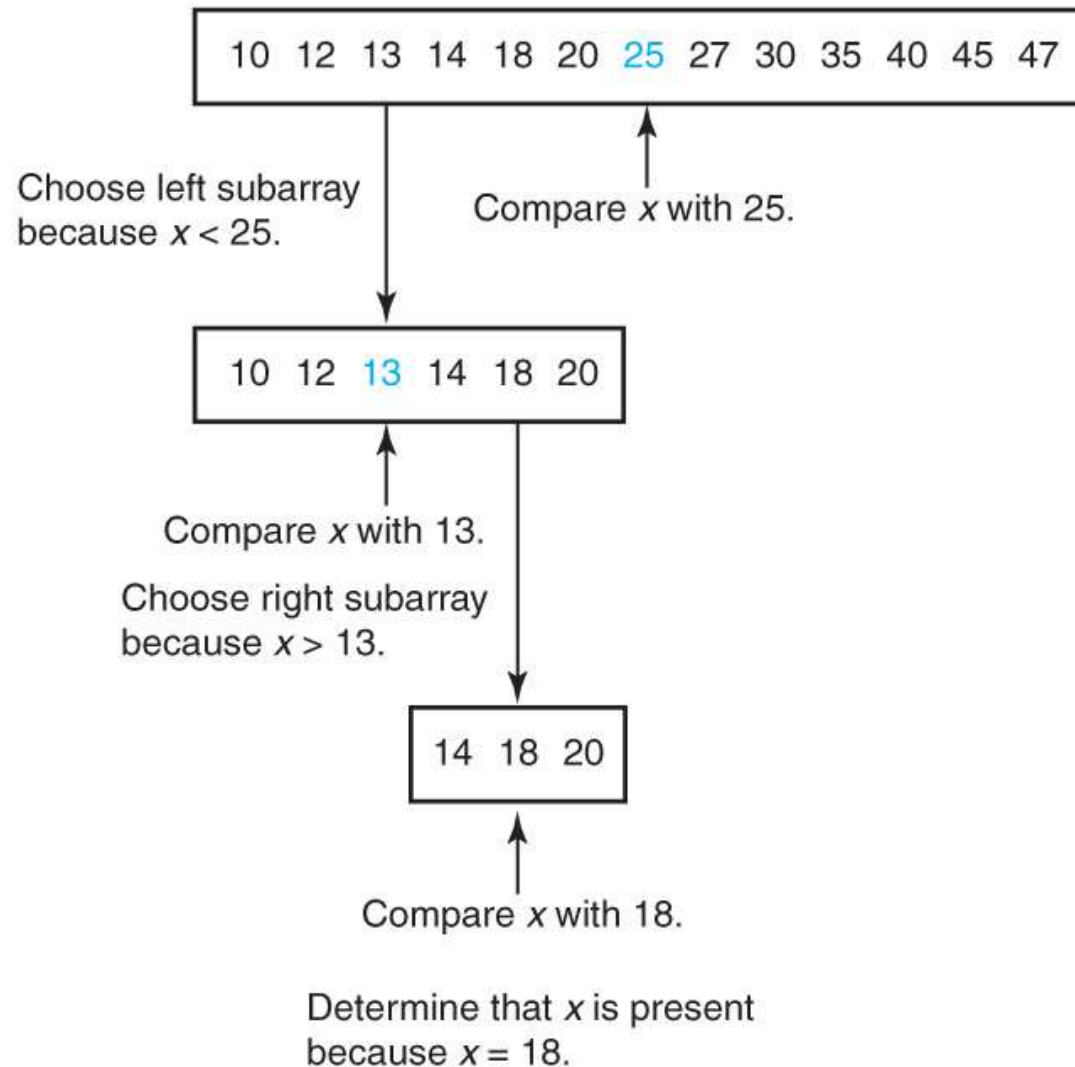 10 12 13 14 18 20 25 27 30 35 40 45 47
Choose left subarray
because x < 25.
Compare x with 25.
10 12 13 14 18 20
Compare x with 13.
Choose right subarray
because x > 13.
14 18 20
Compare x with 18.
Determine that x is present
because x = 18.